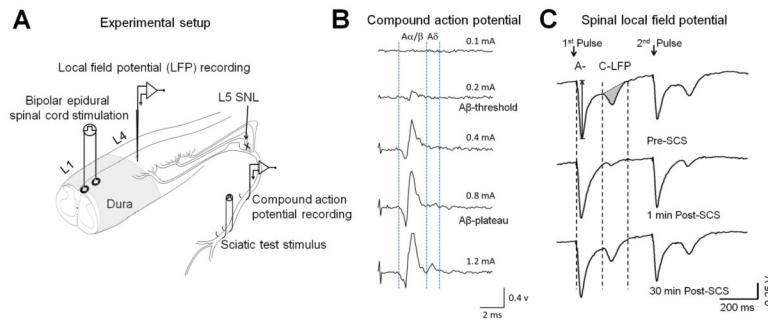 A
Experimental setup
Local field potential (LFP) recording
Bipolar epidural
spinal cord stimulation
L5 SNL
L4
L1
Dura
Compound action
potential recording
Sciatic test stimulus
B
Compound action potential
Aα/β Aδ
0.1 mA
0.2 mA
Aβ-threshold
0.4 mA
0.8 mA
Aβ-plateau
1.2 mA
0.4 v
2 ms
C
Spinal local field potential
1st Pulse
2nd Pulse
A- C-LFP
Pre-SCS
1 min Post-SCS
30 min Post-SCS
200 ms
0.25 V